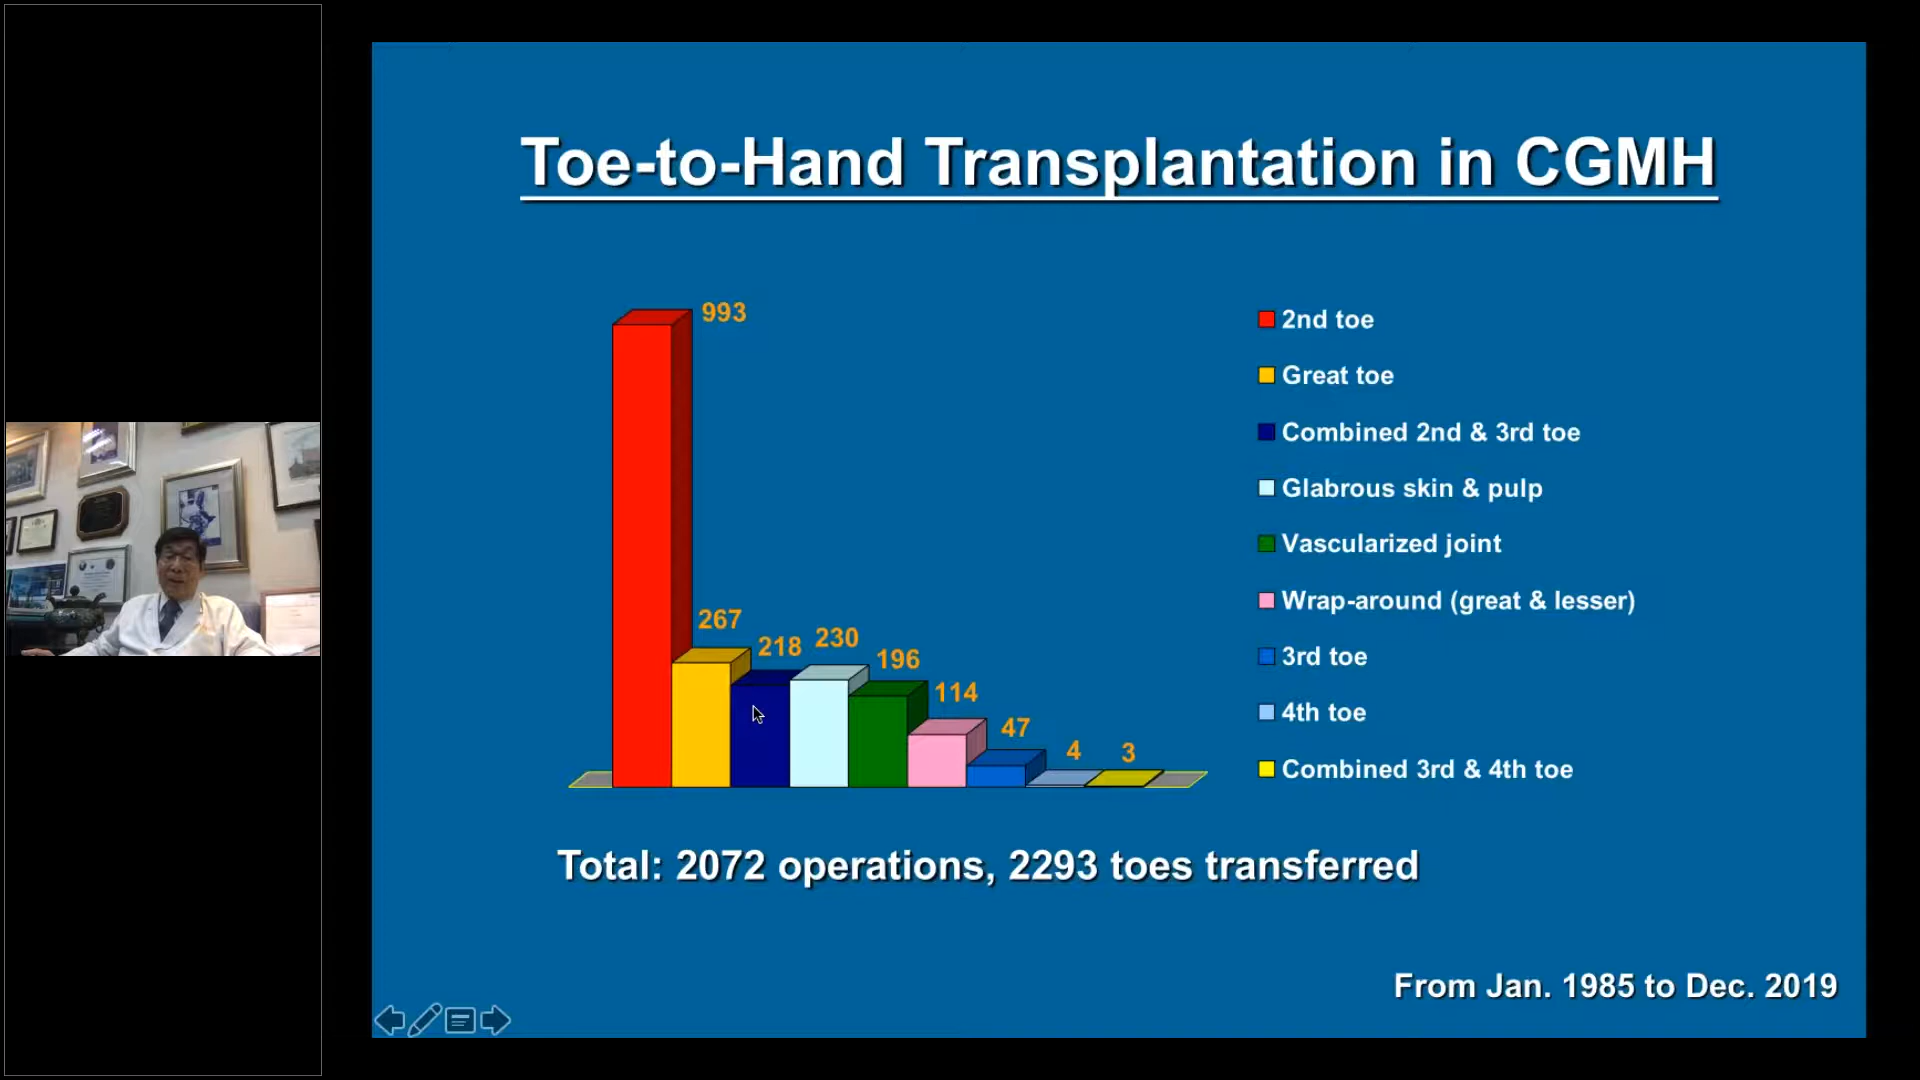 Toe-to-Hand Transplantation in CGMH
993
267
218
230
196
114
47
4
3
2nd toe
Great toe
Combined 2nd & 3rd toe
Glabrous skin & pulp
Vascularized joint
Wrap-around (great & lesser)
3rd toe
4th toe
Combined 3rd & 4th toe
Total: 2072 operations, 2293 toes transferred
From Jan. 1985 to Dec. 2019